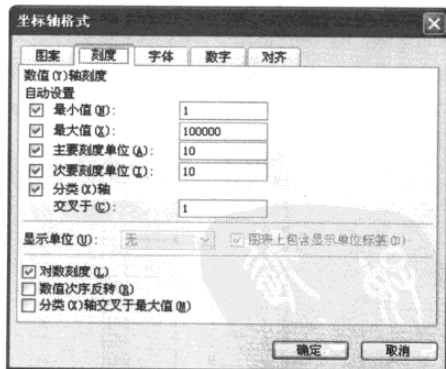 坐标轴格式
图案 刻度 字体 数字 对齐
数值(Y)轴刻度
自动设置
最小值(N): 1
最大值(X): 100000
主要刻度单位(A): 10
次要刻度单位(I): 10
分类(X)轴
交叉于(C): 1
显示单位(U): 无 图表上包含显示单位标签(D)
对数刻度(L)
数值次序反转(R)
分类(X)轴交叉于最大值(M)
确定 取消